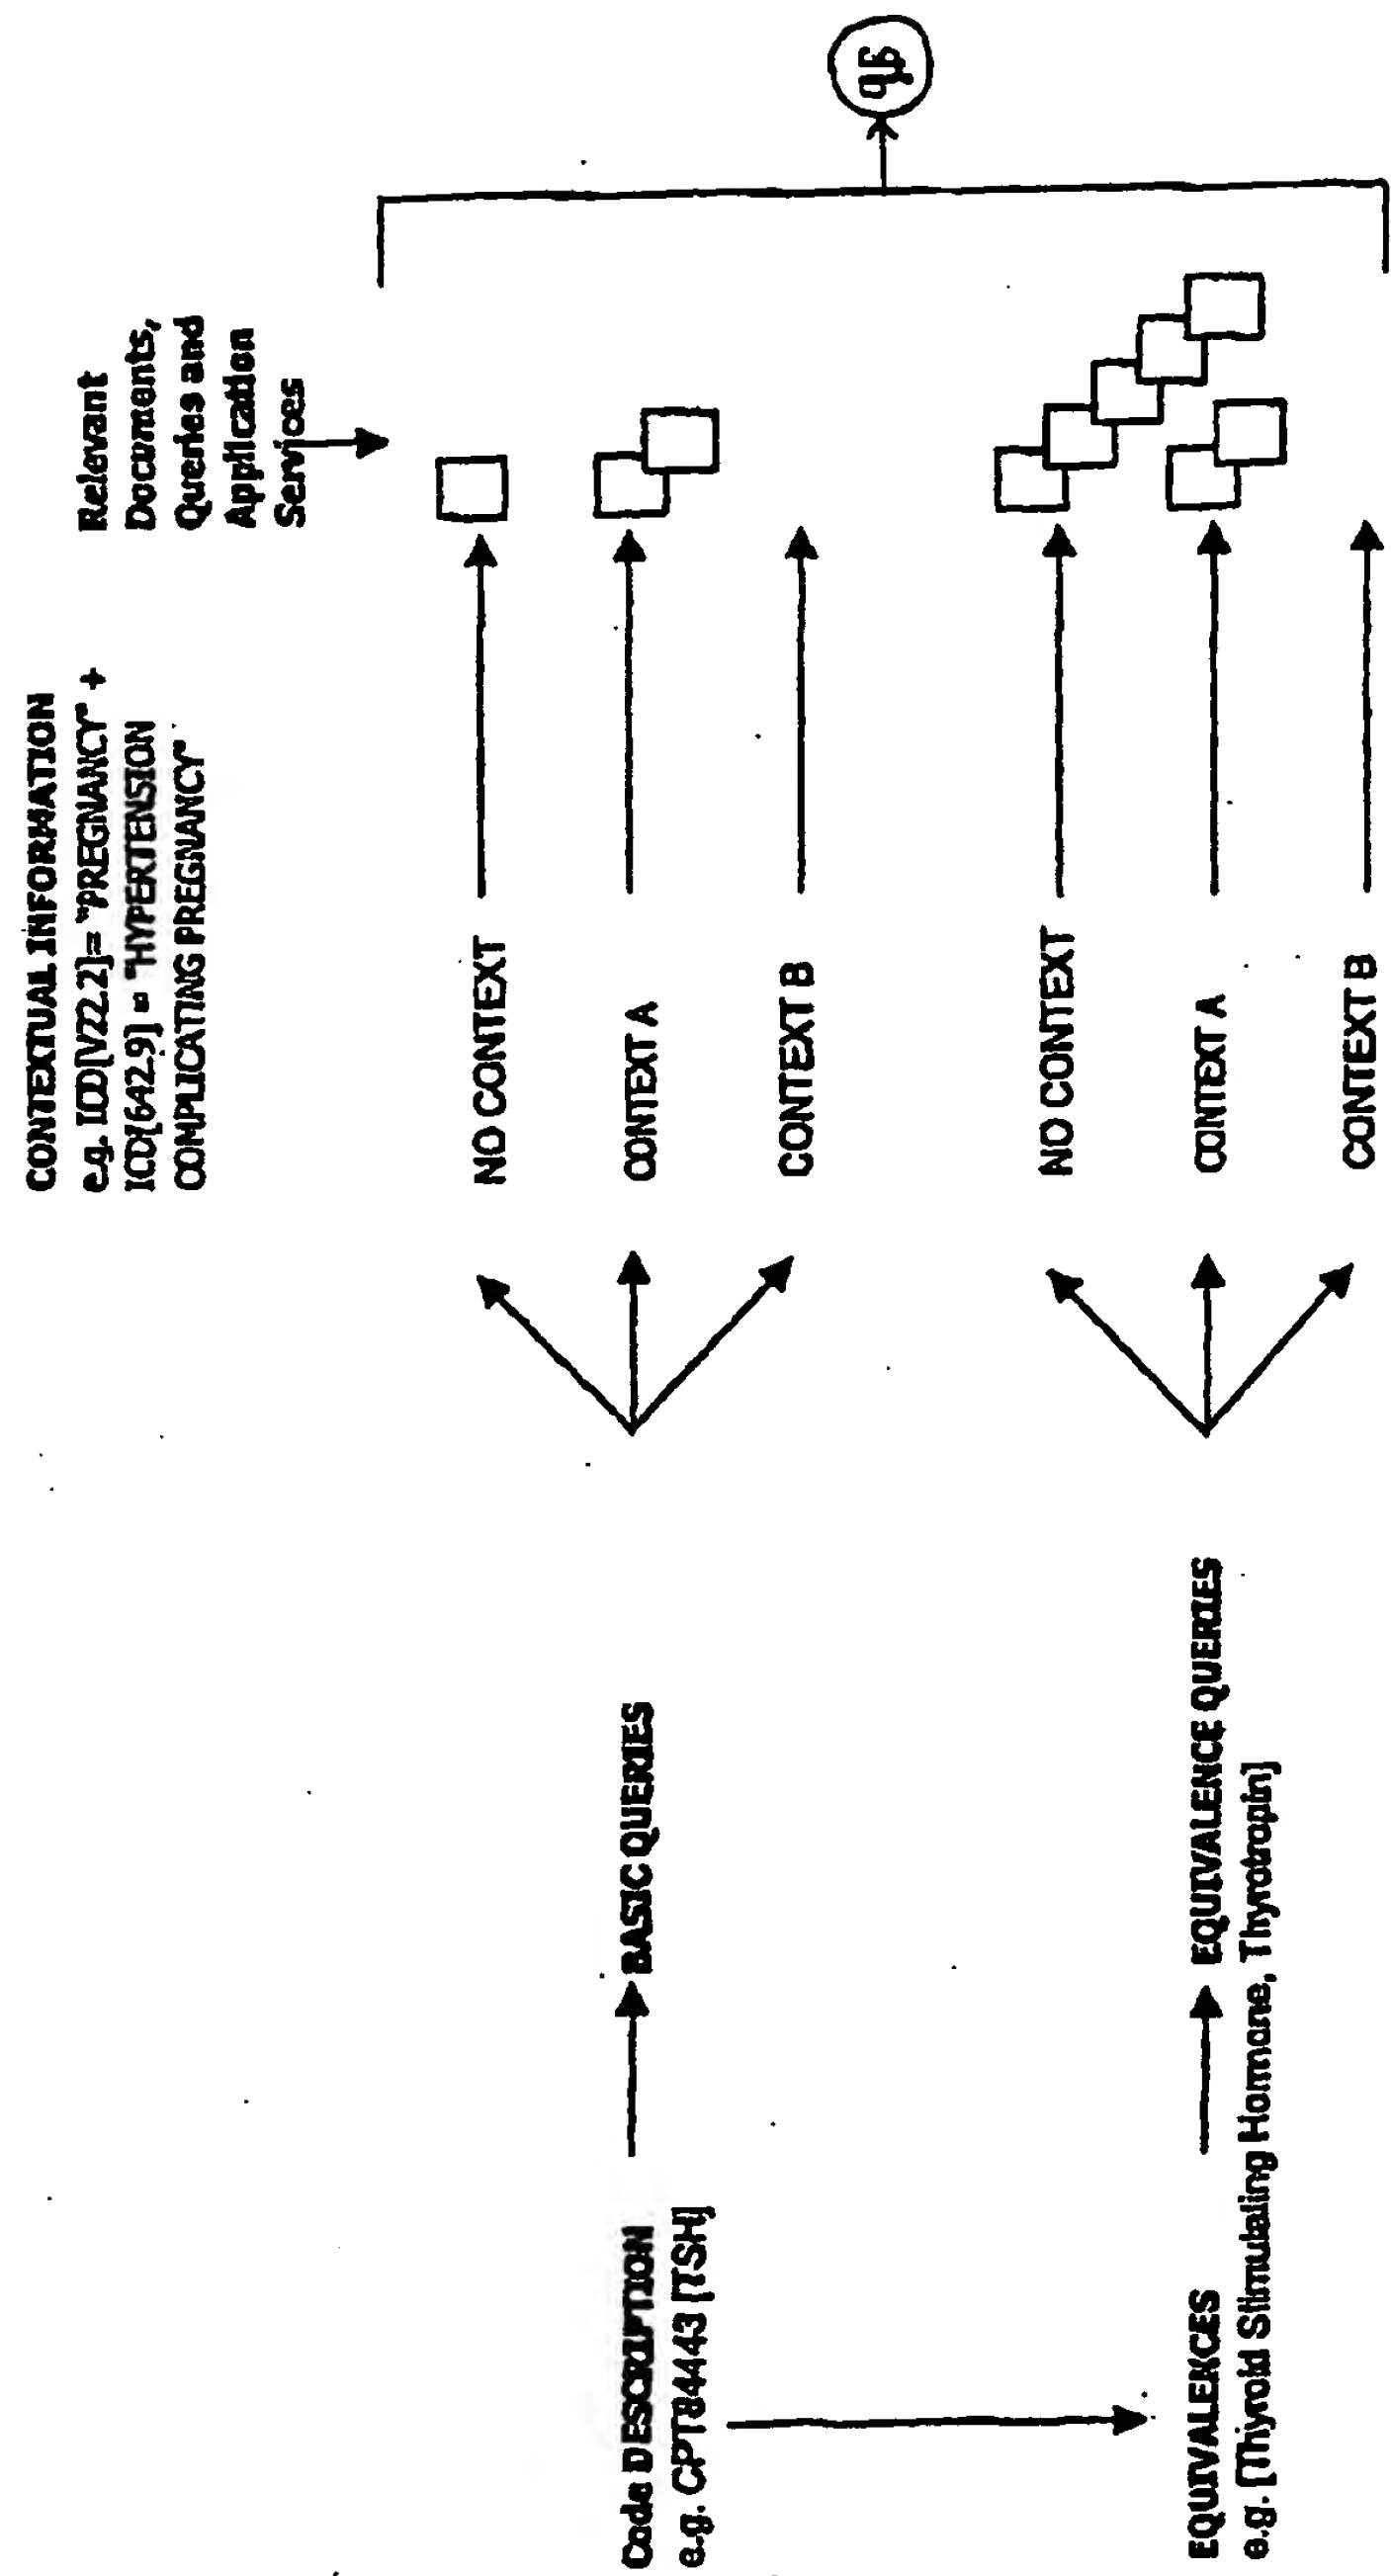 CONTEXTUAL INFORMATION
e.g. ICD[V22.2]= "PREGNANCY" +
ICD[642.9] = "HYPERTENSION
COMPLICATING PREGNANCY"
Relevant
Documents,
Queries and
Application
Services
NO CONTEXT
Code DESCRIPTION
e.g. CPT84443 [TSH]
BASIC QUERIES
CONTEXT A
CONTEXT B
NO CONTEXT
EQUIVALENCES
e.g. [Thyroid Stimulating Hormone, Thyrotropin]
EQUIVALENCE QUERIES
CONTEXT A
CONTEXT B